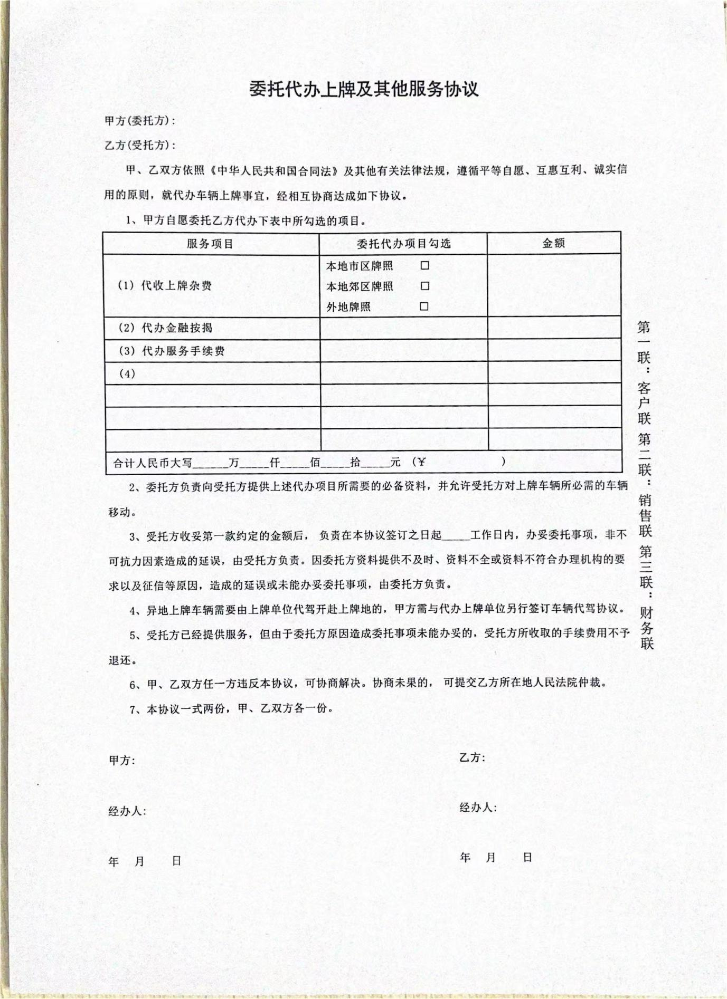 委托代办上牌及其他服务协议
甲方(委托方):
乙方(受托方):
甲、乙双方依照《中华人民共和国合同法》及其他有关法律法规，遵循平等自愿、互惠互利、诚实信
用的原则，就代办车辆上牌事宜，经相互协商达成如下协议。
1、甲方自愿委托乙方代办下表中所勾选的项目。
服务项目 委托代办项目勾选 金额
(1) 代收上牌杂费
本地市区牌照 □
本地郊区牌照 □
外地牌照 □
(2) 代办金融按揭
(3) 代办服务手续费
(4)
合计人民币大写______万_____仟_____佰_____拾_____元 (¥ )
2、委托方负责向受托方提供上述代办项目所需要的必备资料，并允许受托方对上牌车辆所必需的车辆
移动。
3、受托方收妥第一款约定的金额后， 负责在本协议签订之日起_____工作日内，办妥委托事项，非不
可抗力因素造成的延误，由受托方负责。因委托方资料提供不及时、资料不全或资料不符合办理机构的要
求以及征信等原因，造成的延误或未能办妥委托事项，由委托方负责。
4、异地上牌车辆需要由上牌单位代驾开赴上牌地的，甲方需与代办上牌单位另行签订车辆代驾协议。
5、受托方已经提供服务，但由于委托方原因造成委托事项未能办妥的，受托方所收取的手续费用不予
退还。
6、甲、乙双方任一方违反本协议，可协商解决。协商未果的， 可提交乙方所在地人民法院仲裁。
7、本协议一式两份，甲、乙双方各一份。
甲方:
乙方:
经办人:
经办人:
年 月 日
年 月 日
第一联：客户联 第二联：销售联 第三联：财务联